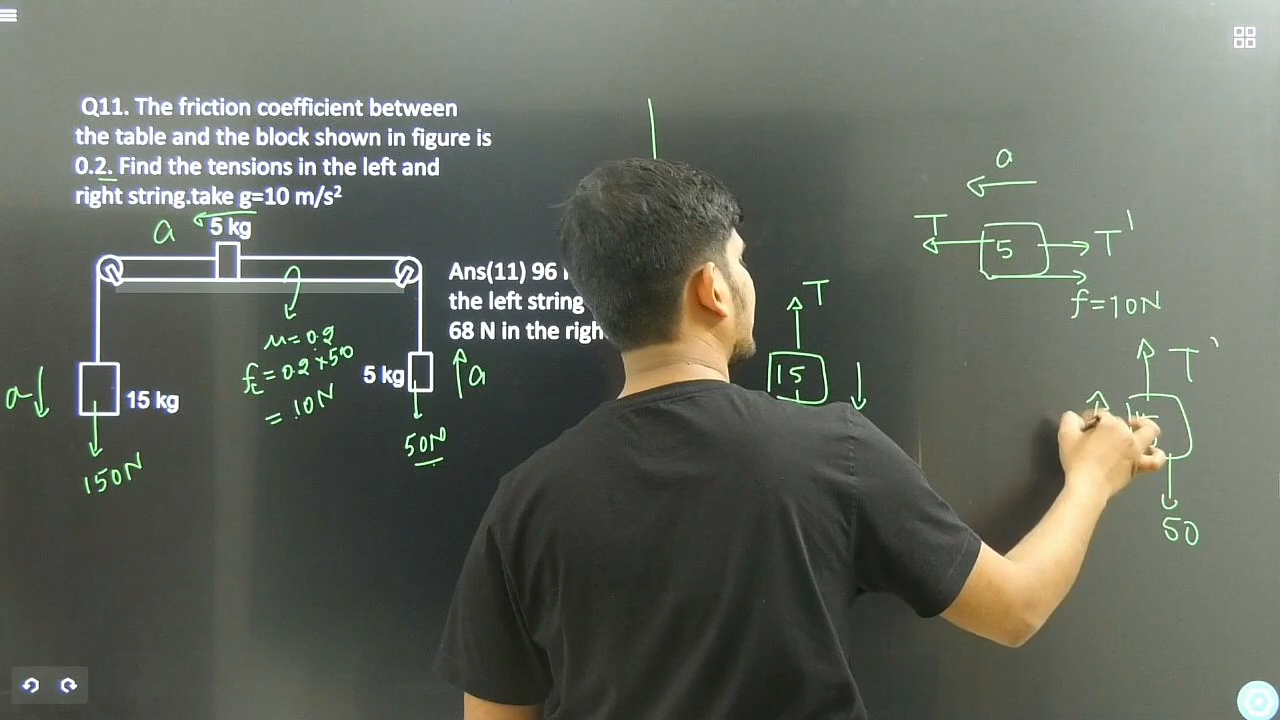 Q11. The friction coefficient between
the table and the block shown in figure is
0.2. Find the tensions in the left and
right string.take g=10 m/s²
a
5 kg
Ans(11) 96
the left string
68 N in the righ
μ=0.2
f = 0.2×50
= 10N
a
15 kg
150N
5 kg
a
50N
T
15
a
T
5
T'
f=10N
T'
50